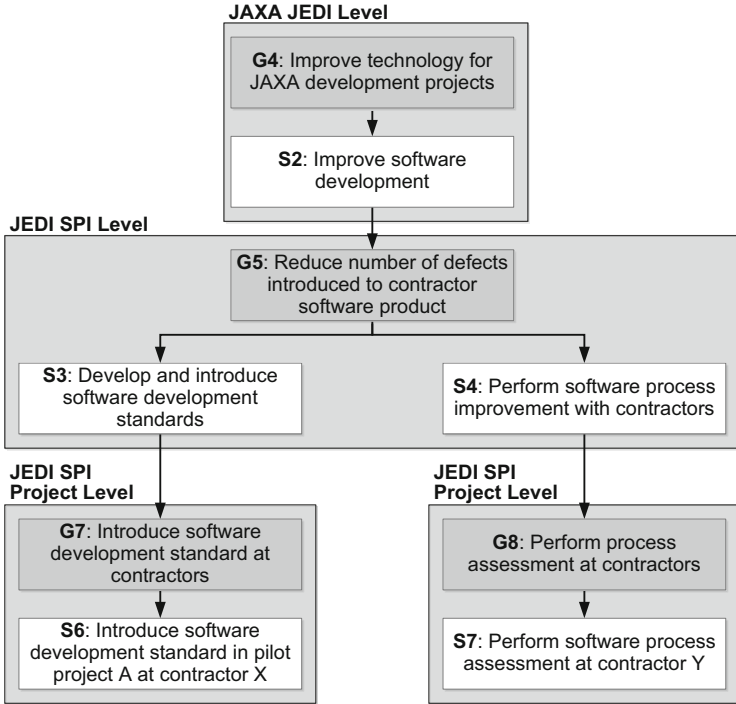 JAXA JEDI Level
G4: Improve technology for
JAXA development projects
S2: Improve software
development
JEDI SPI Level
G5: Reduce number of defects
introduced to contractor
software product
S3: Develop and introduce
software development
standards
S4: Perform software process
improvement with contractors
JEDI SPI
Project Level
G7: Introduce software
development standard at
contractors
S6: Introduce software
development standard in pilot
project A at contractor X
JEDI SPI
Project Level
G8: Perform process
assessment at contractors
S7: Perform software process
assessment at contractor Y